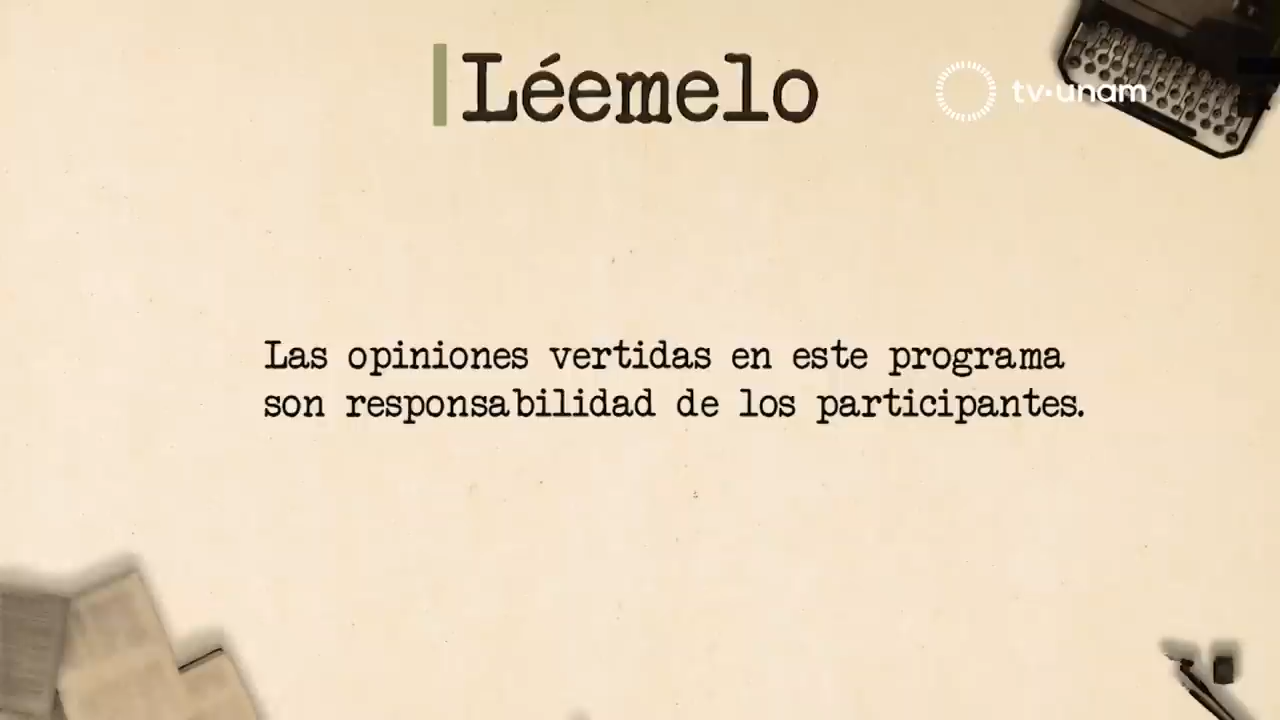 Léemelo
tv·unam
Las opiniones vertidas en este programa
son responsabilidad de los participantes.